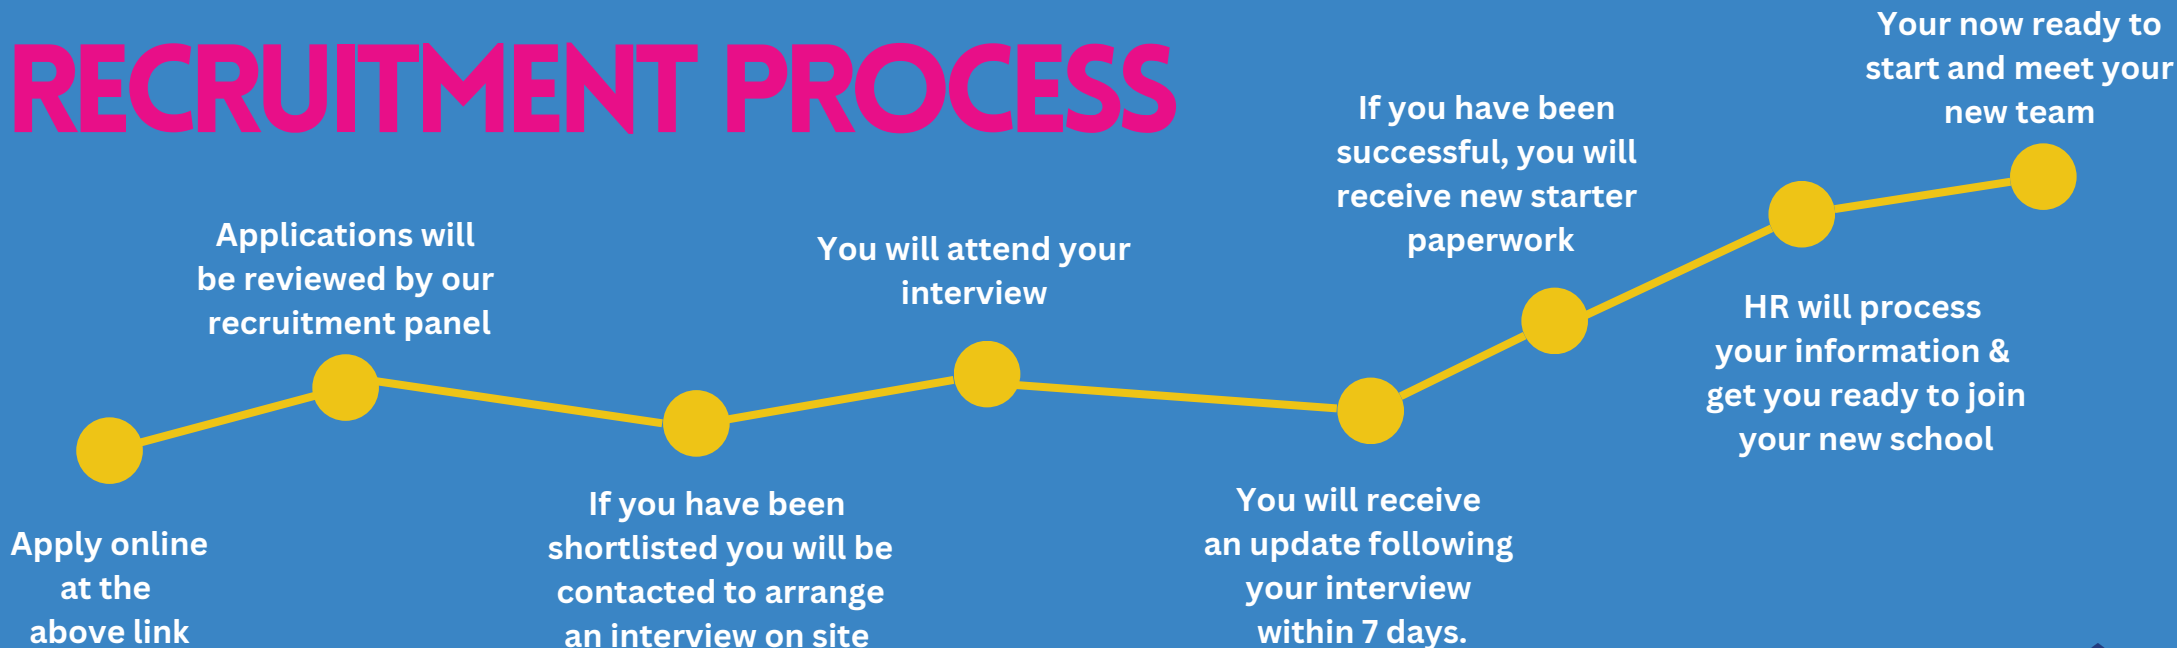 RECRUITMENT PROCESS
Apply online
at the
above link
Applications will
be reviewed by our
recruitment panel
If you have been
shortlisted you will be
contacted to arrange
an interview on site
You will attend your
interview
You will receive
an update following
your interview
within 7 days.
If you have been
successful, you will
receive new starter
paperwork
HR will process
your information &
get you ready to join
your new school
Your now ready to
start and meet your
new team